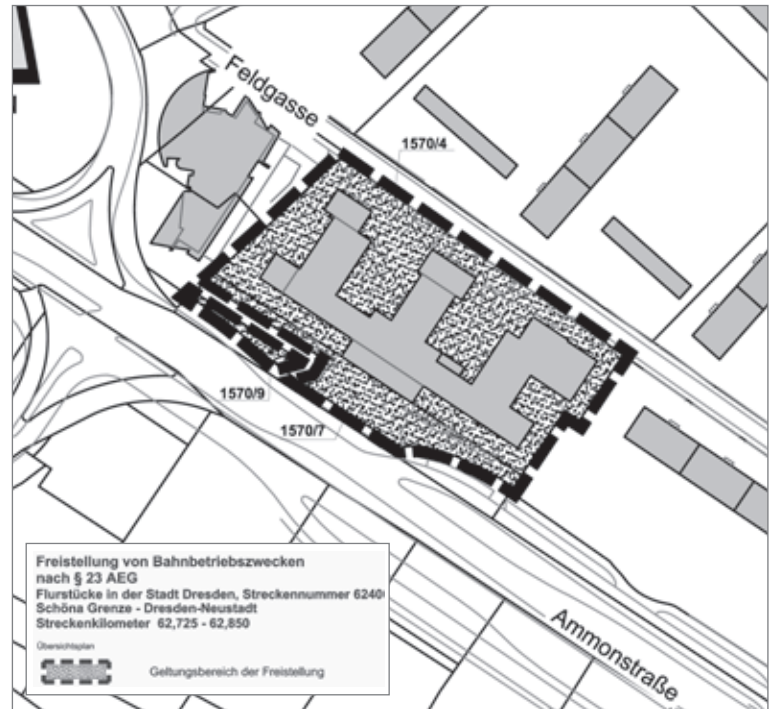 Feldgasse
1570/4
1570/9
1570/7
Ammonstraße
Freistellung von Bahnbetriebszwecken
nach § 23 AEG
Flurstücke in der Stadt Dresden, Streckennummer 6240
Schöna Grenze - Dresden-Neustadt
Streckenkilometer 62,725 - 62,850
Übersichtsplan
Geltungsbereich der Freistellung